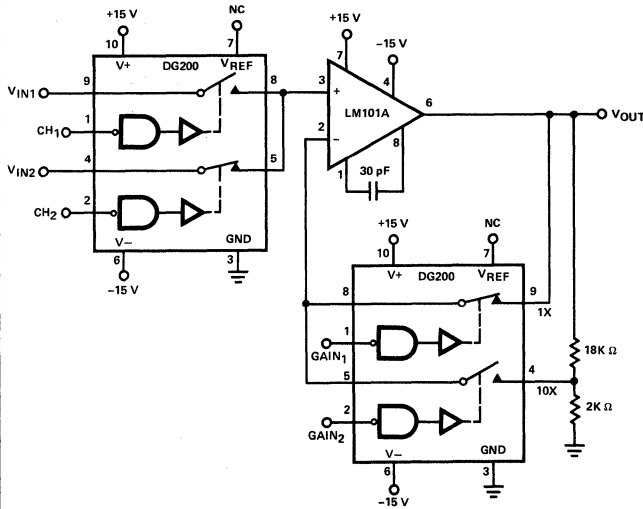 +15 V
NC
10
7
V+
DG200
VREF
VIN1
9
8
1
CH1
VIN2
4
5
2
CH2
V−
GND
6
3
−15 V
+15 V
−15 V
7
4
3
+
LM101A
6
VOUT
2
−
8
1
30 pF
+15 V
NC
10
7
V+
DG200
VREF
8
9
1X
1
GAIN1
18K Ω
5
4
10X
2
GAIN2
2K Ω
V−
GND
6
3
−15 V